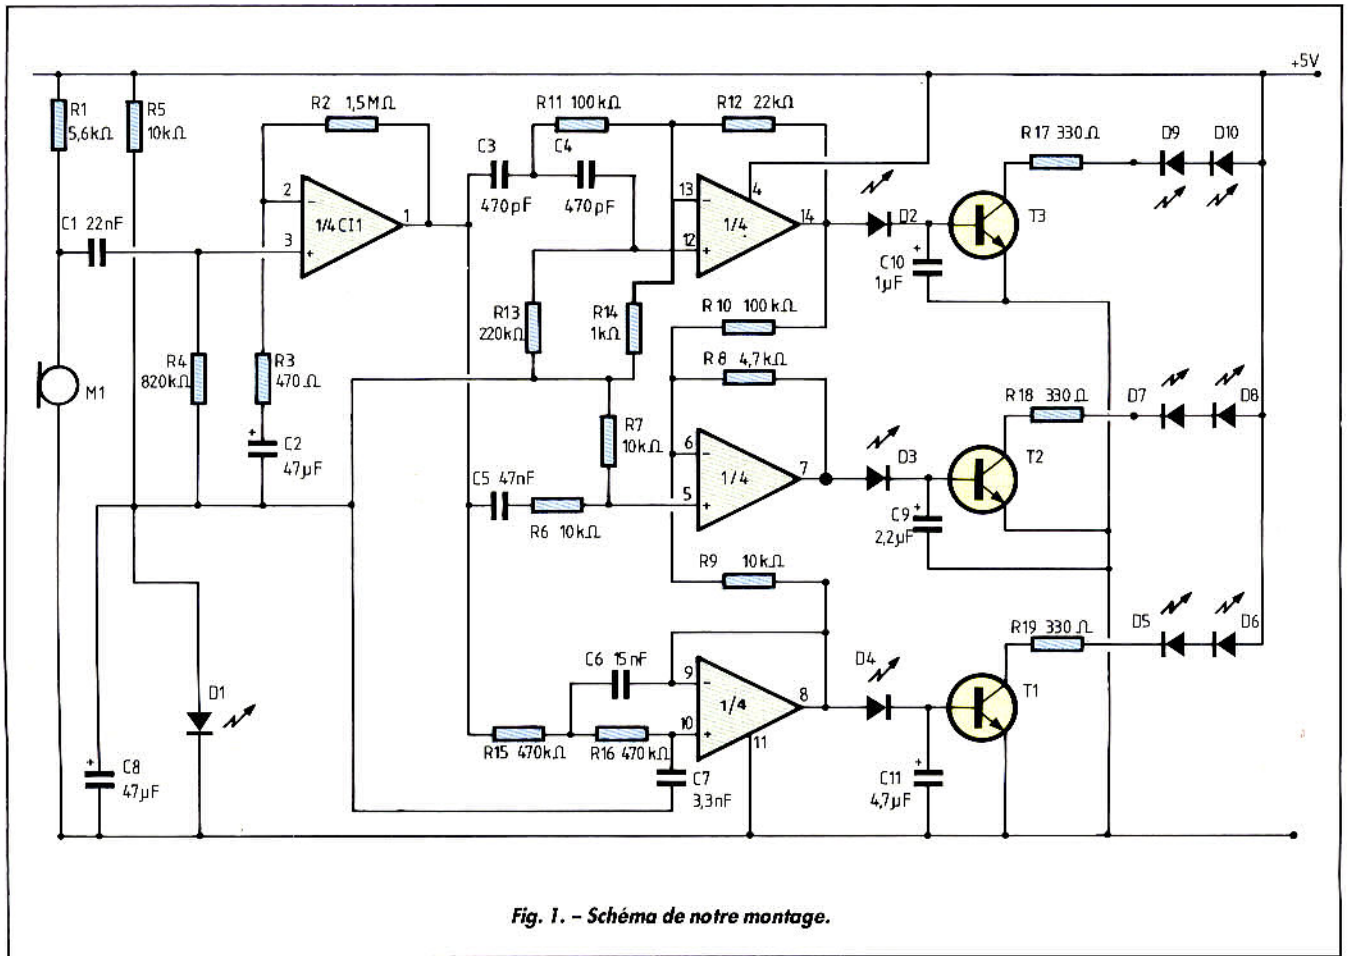 +5V
R1
5,6kΩ
R5
10kΩ
R2 1,5MΩ
R11 100kΩ
R12 22kΩ
R17 330Ω
D9
D10
C3
470pF
C4
470pF
2
3
1/4 CI1
1
13
12
1/4
4
14
D2
T3
C1 22nF
C10
1µF
+
R13
220kΩ
R14
1kΩ
R10 100kΩ
R8 4,7kΩ
R4
820kΩ
R3
470Ω
M1
+
C2
47µF
R7
10kΩ
R18 330Ω
D7
D8
C5 47nF
R6 10kΩ
6
5
1/4
7
D3
T2
C9
2,2µF
+
R9 10kΩ
R19 330Ω
D5
D6
C6 15nF
9
10
1/4
8
11
D4
T1
R15 470kΩ
R16 470kΩ
C7
3,3nF
D1
+
C8
47µF
+
C11
4,7µF
Fig. 1. – Schéma de notre montage.